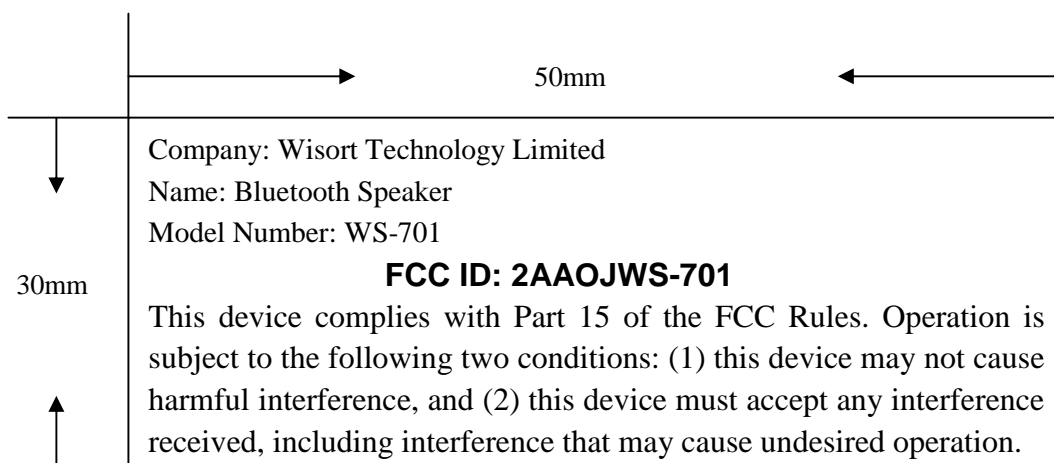 50mm
Company: Wisort Technology Limited
Name: Bluetooth Speaker
Model Number: WS-701
30mm
FCC ID: 2AAOJWS-701
This device complies with Part 15 of the FCC Rules. Operation is
subject to the following two conditions: (1) this device may not cause
harmful interference, and (2) this device must accept any interference
received, including interference that may cause undesired operation.